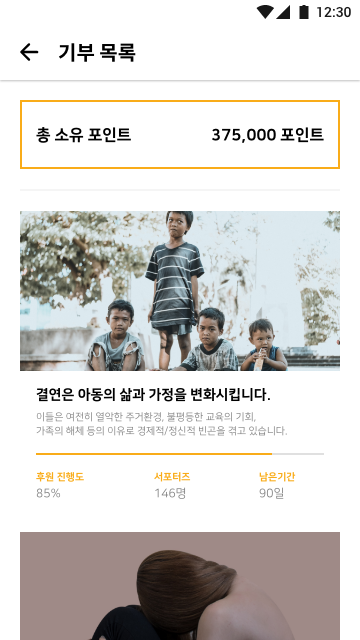 12:30
기부 목록
총 소유 포인트 375,000 포인트
결연은 아동의 삶과 가정을 변화시킵니다.
이들은 여전히 열악한 주거환경, 불평등한 교육의 기회,
가족의 해체 등의 이유로 경제적/정신적 빈곤을 겪고 있습니다.
후원 진행도 서포터즈 남은기간
85% 146명 90일